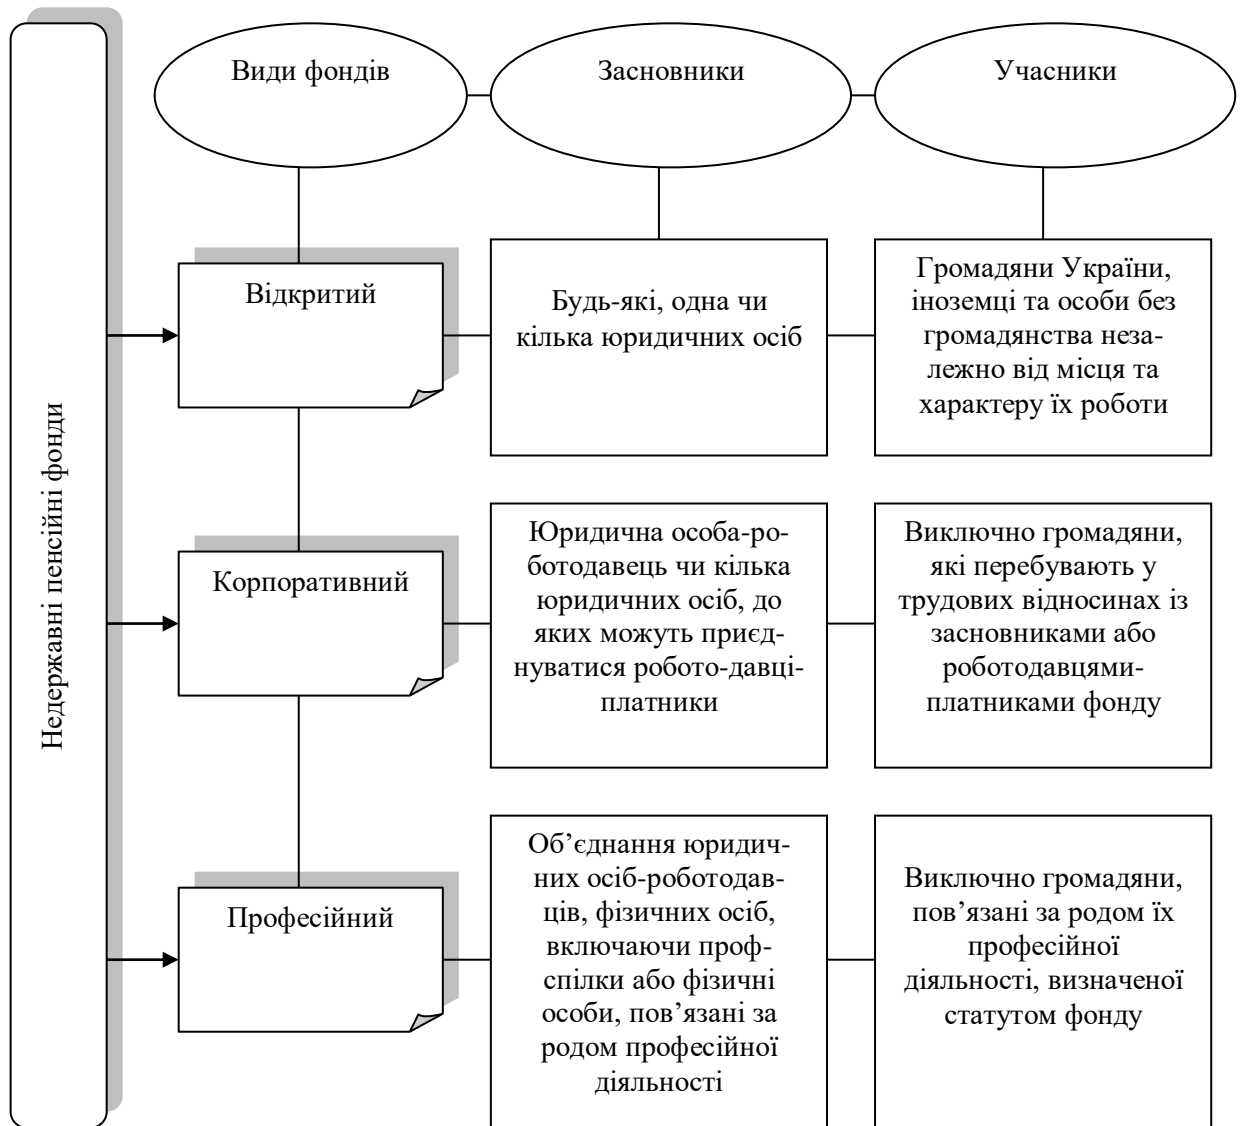 Недержавні пенсійні фонди
Види фондів
Засновники
Учасники
Відкритий
Будь-які, одна чи
кілька юридичних осіб
Громадяни України,
іноземці та особи без
громадянства неза-
лежно від місця та
характеру їх роботи
Корпоративний
Юридична особа-ро-
ботодавець чи кілька
юридичних осіб, до
яких можуть приєд-
нуватися робото-давці-
платники
Виключно громадяни,
які перебувають у
трудових відносинах із
засновниками або
роботодавцями-
платниками фонду
Професійний
Об’єднання юридич-
них осіб-роботодав-
ців, фізичних осіб,
включаючи проф-
спілки або фізичні
особи, пов’язані за
родом професійної
діяльності
Виключно громадяни,
пов’язані за родом їх
професійної
діяльності, визначеної
статутом фонду